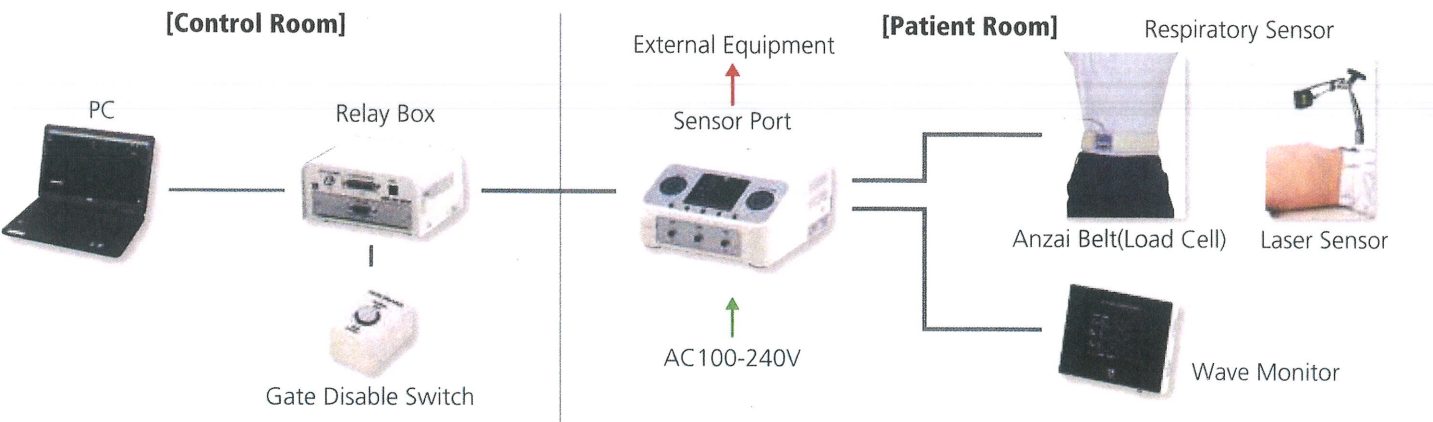 [Control Room]
[Patient Room]
Respiratory Sensor
External Equipment
PC
Relay Box
Sensor Port
Anzai Belt(Load Cell)
Laser Sensor
AC100-240V
Wave Monitor
Gate Disable Switch